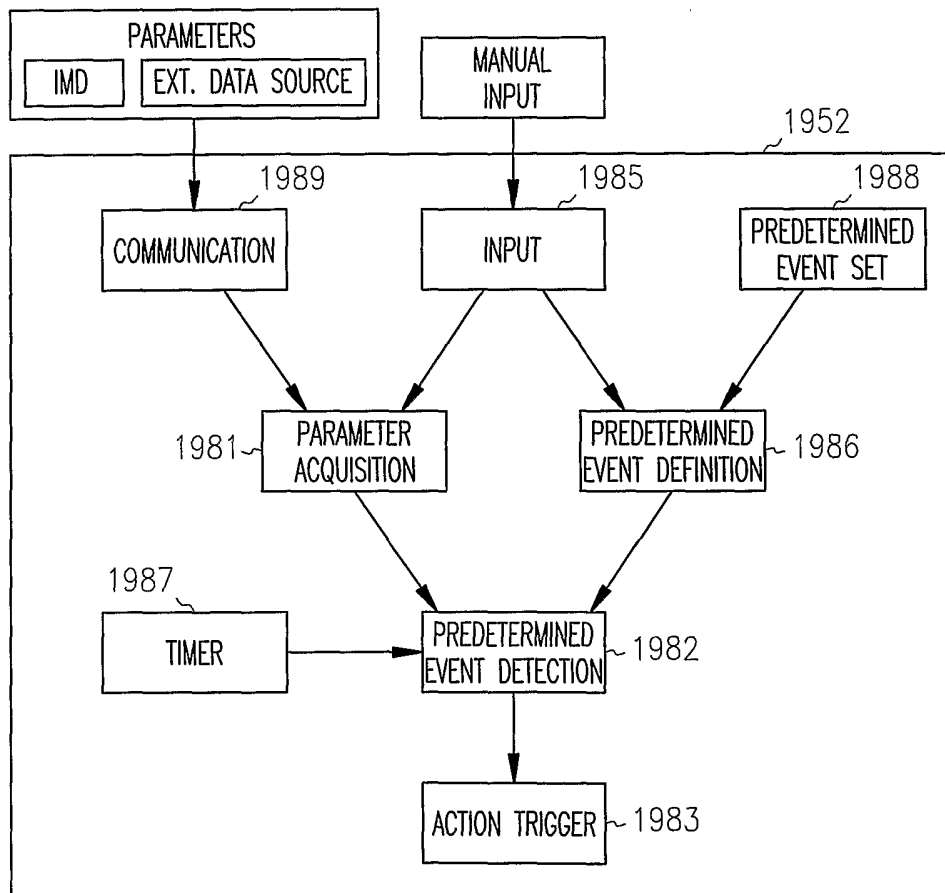 PARAMETERS
IMD
EXT. DATA SOURCE
MANUAL
INPUT
1952
1989
1985
1988
COMMUNICATION
INPUT
PREDETERMINED
EVENT SET
1981
PARAMETER
ACQUISITION
PREDETERMINED
EVENT DEFINITION
1986
1987
TIMER
PREDETERMINED
EVENT DETECTION
1982
ACTION TRIGGER
1983